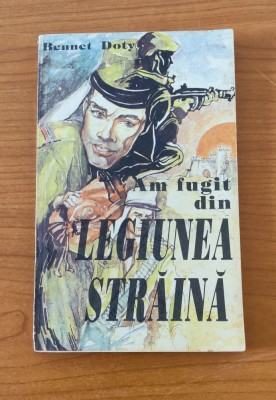 Bennet Doty
Am fugit
din
LEGIUNEA
STRĂINĂ